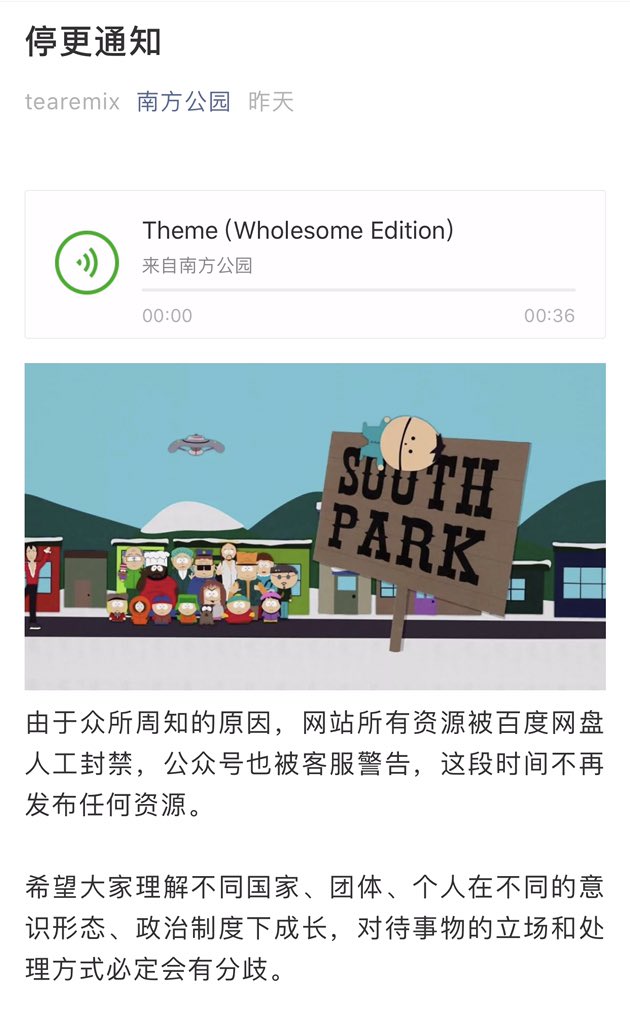 停更通知
tearemix 南方公园 昨天
Theme (Wholesome Edition)
来自南方公园
00:00 00:36
SOUTH
PARK
由于众所周知的原因，网站所有资源被百度网盘
人工封禁，公众号也被客服警告，这段时间不再
发布任何资源。
希望大家理解不同国家、团体、个人在不同的意
识形态、政治制度下成长，对待事物的立场和处
理方式必定会有分歧。